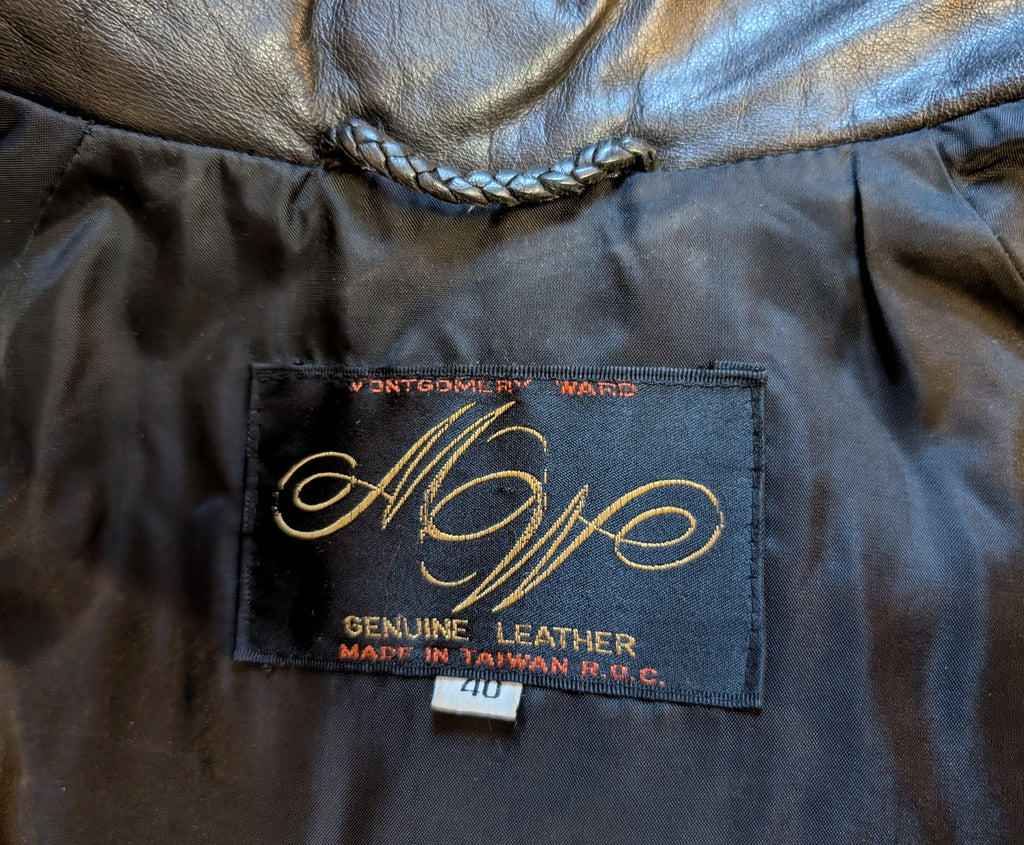 MONTGOMERY WARD
MW
GENUINE LEATHER
MADE IN TAIWAN R.O.C.
40